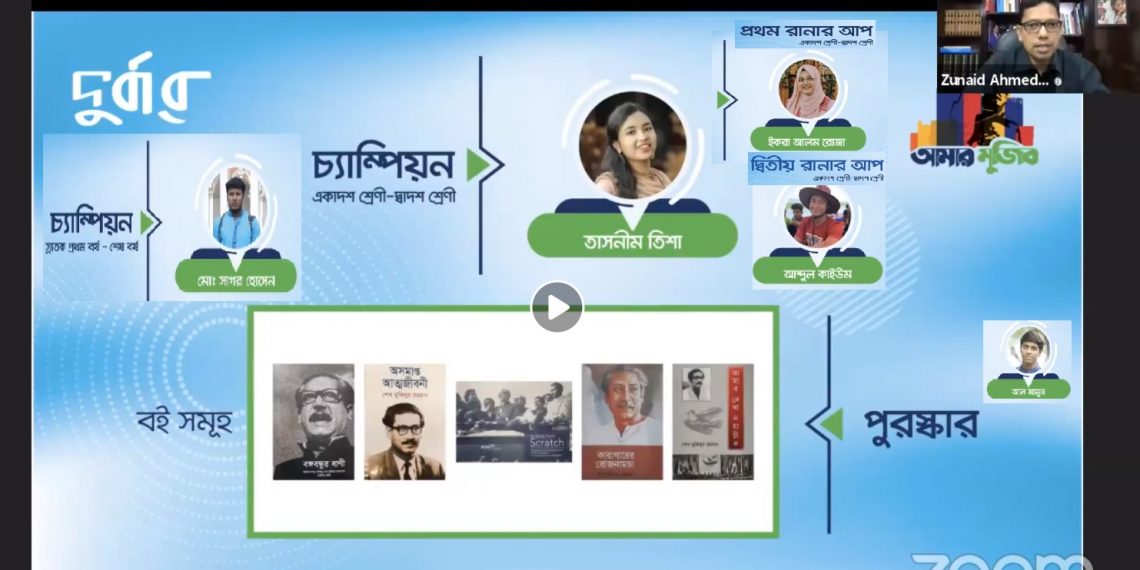 দুর্বার
চ্যাম্পিয়ন
স্নাতক প্রথম বর্ষ - শেষ বর্ষ
মোঃ সাগর হোসেন
চ্যাম্পিয়ন
একাদশ শ্রেণী-দ্বাদশ শ্রেণী
তাসনীম তিশা
প্রথম রানার আপ
একাদশ শ্রেণী-দ্বাদশ শ্রেণী
ইকরা আলম রোজা
দ্বিতীয় রানার আপ
একাদশ শ্রেণী-দ্বাদশ শ্রেণী
আব্দুল কাইউম
Zunaid Ahmed...
আমার মুজিব
আল মামুন
বই সমূহ
বঙ্গবন্ধুর বাণী
অসমাপ্ত
আত্মজীবনী
শেখ মুজিবুর রহমান
Scratch
কারাগারের
রোজনামচা
আমার দেখা নয়াচীন
শেখ মুজিবুর রহমান
পুরস্কার
zoom